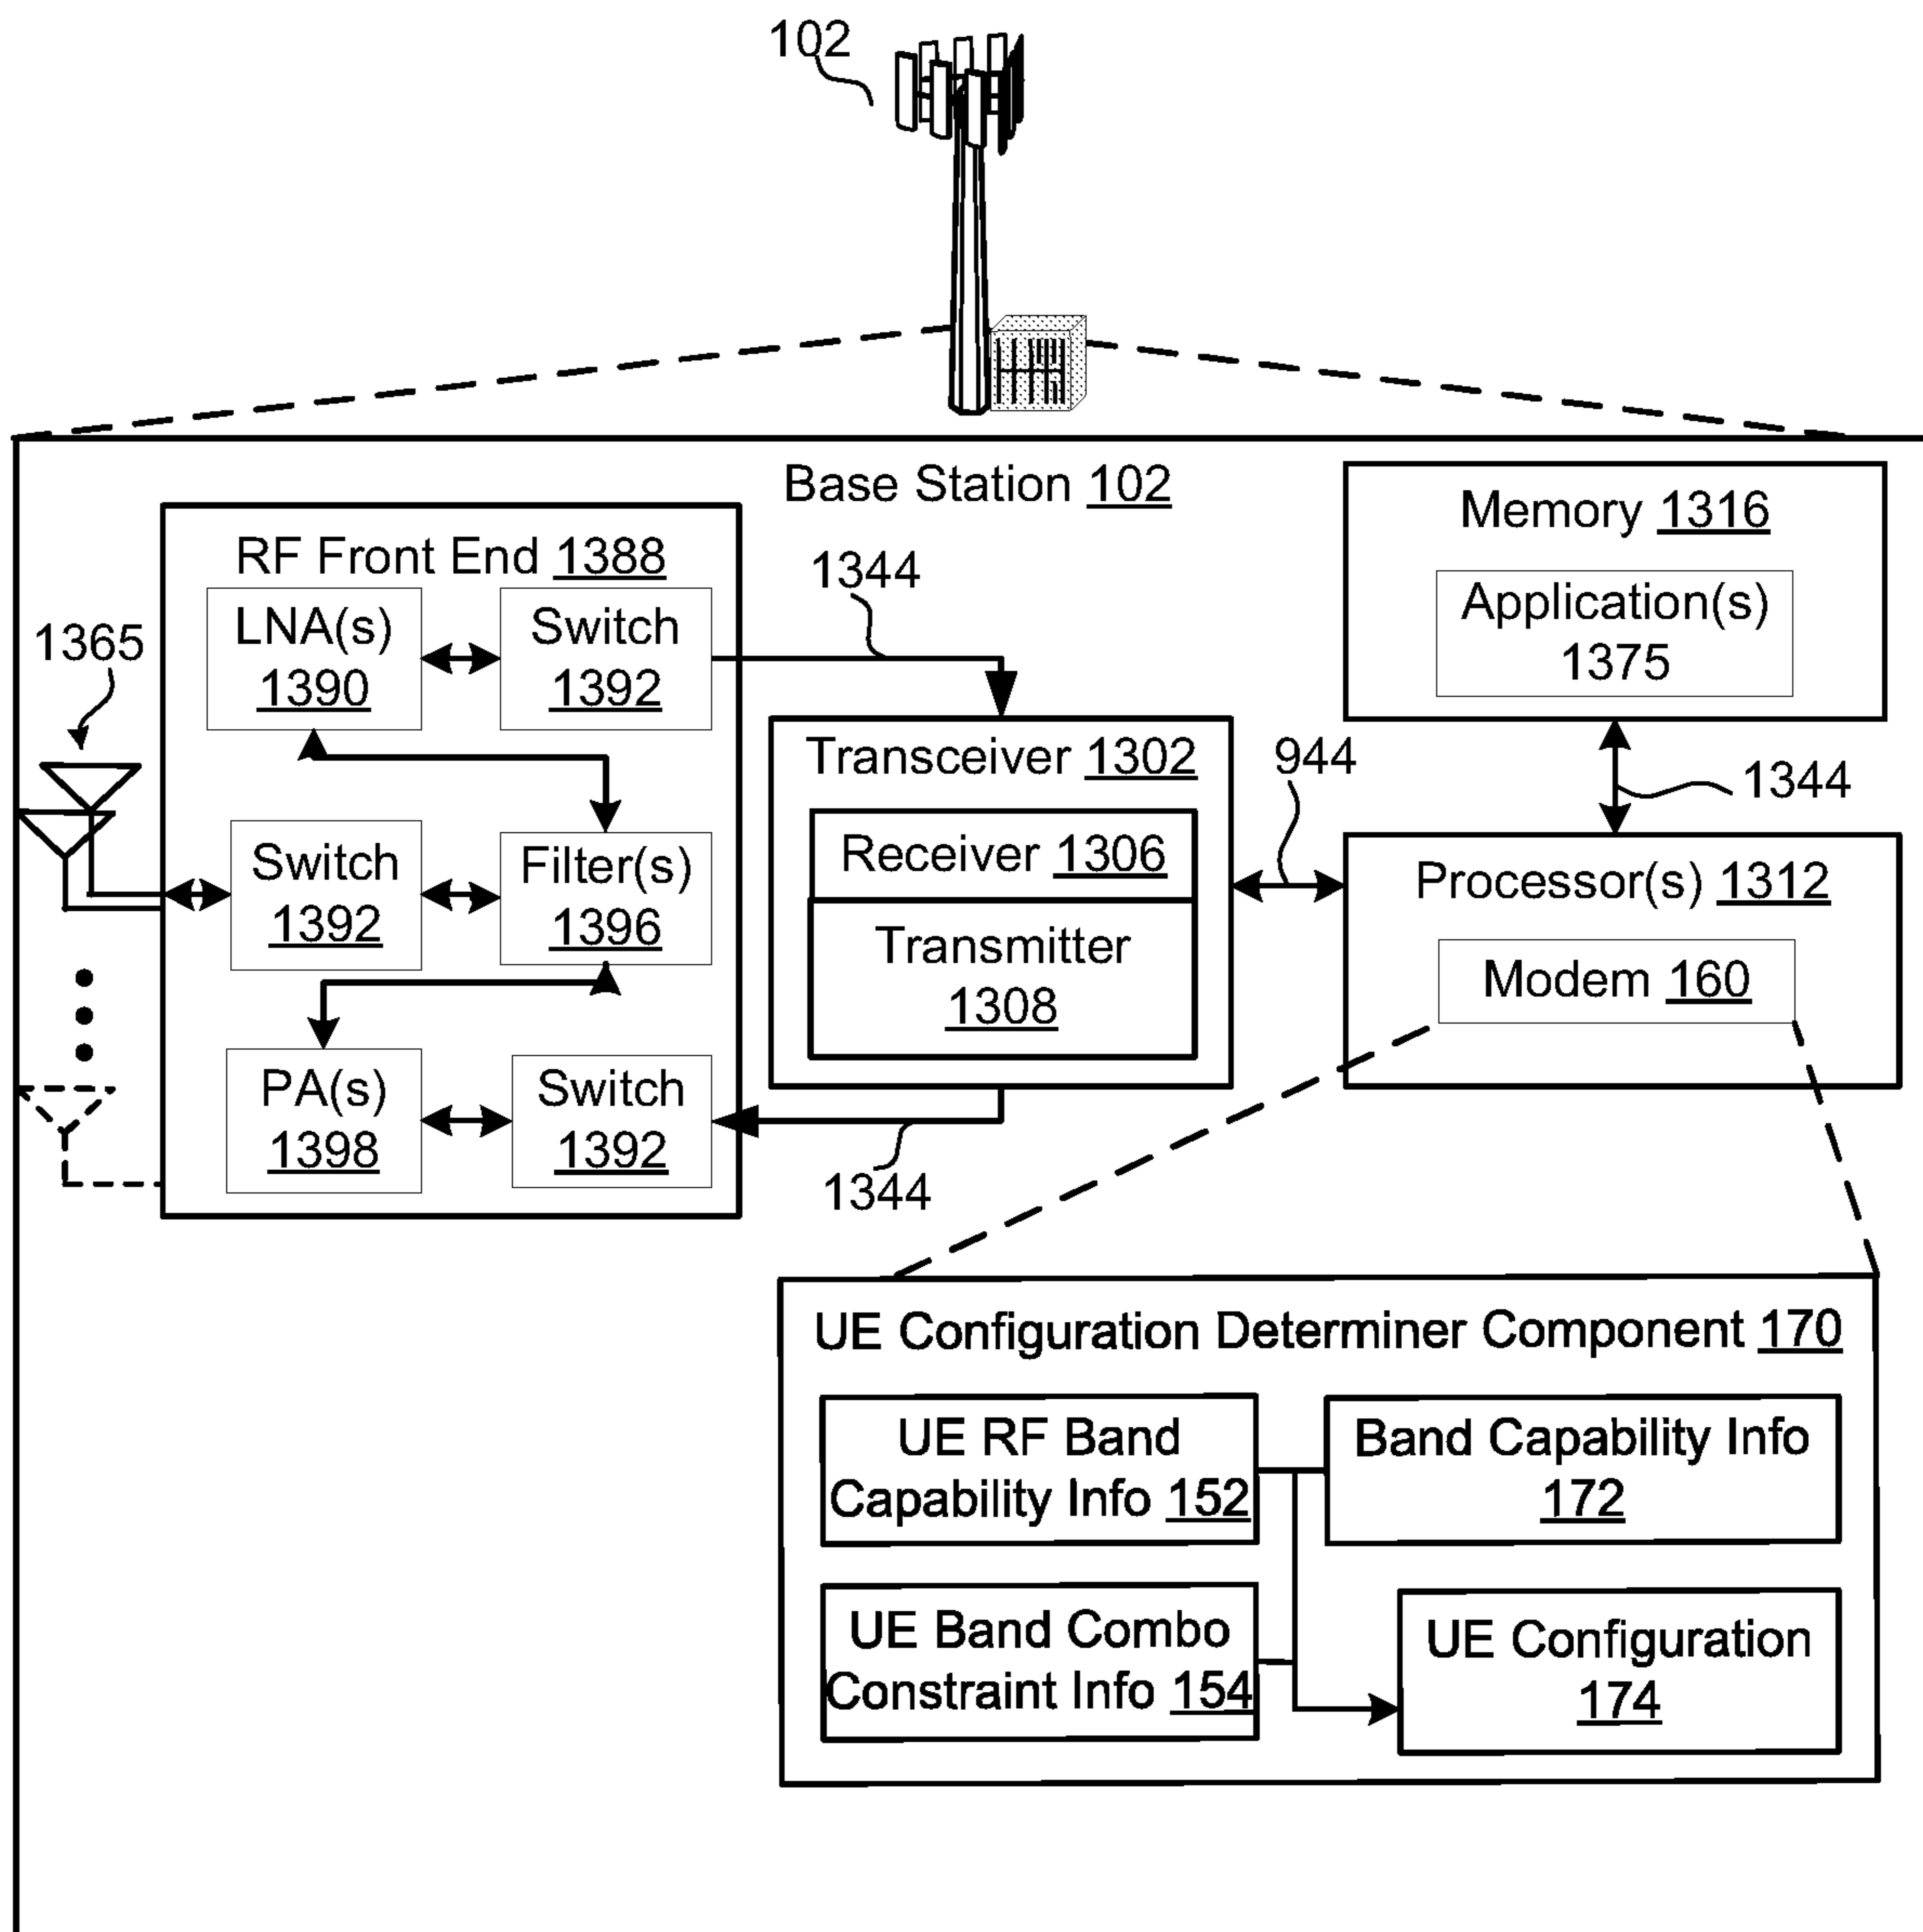 102
Base Station 102
RF Front End 1388
LNA(s)
1390
Switch
1392
1344
1365
Switch
1392
Filter(s)
1396
PA(s)
1398
Switch
1392
1344
Transceiver 1302
Receiver 1306
Transmitter
1308
944
Memory 1316
Application(s)
1375
1344
Processor(s) 1312
Modem 160
UE Configuration Determiner Component 170
UE RF Band
Capability Info 152
Band Capability Info
172
UE Band Combo
Constraint Info 154
UE Configuration
174